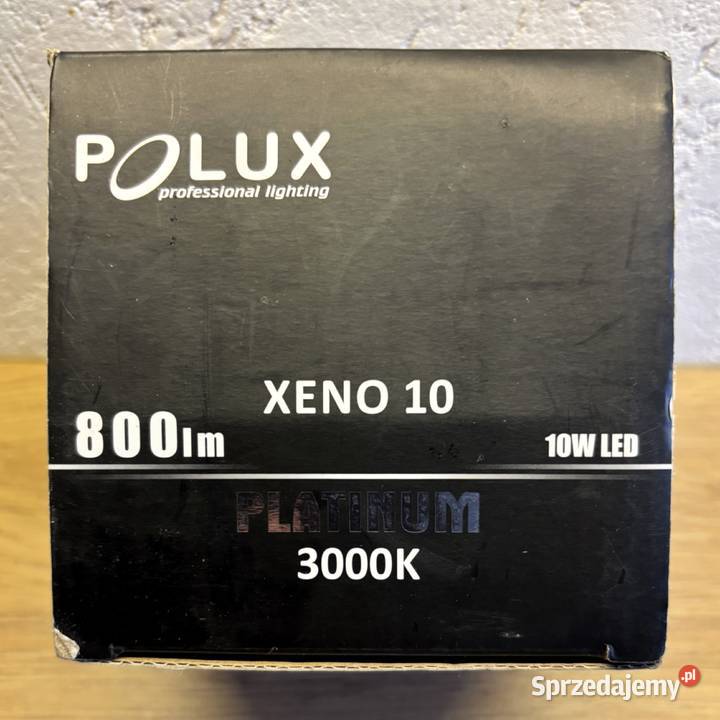 POLUX
professional lighting
XENO 10
800lm
10W LED
PLATINUM
3000K
Sprzedajemy.pl